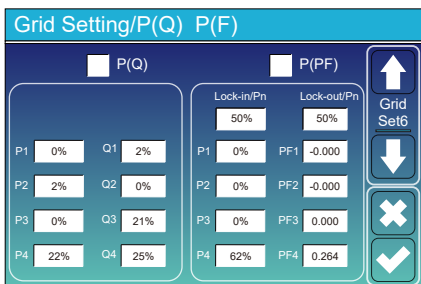 Grid Setting/P(Q) P(F)
P(Q)
P(PF)
Lock-in/Pn Lock-out/Pn
50% 50%
P1 0% Q1 2%
P2 2% Q2 0%
P3 0% Q3 21%
P4 22% Q4 25%
P1 0% PF1 -0.000
P2 0% PF2 -0.000
P3 0% PF3 0.000
P4 62% PF4 0.264
Grid
Set6